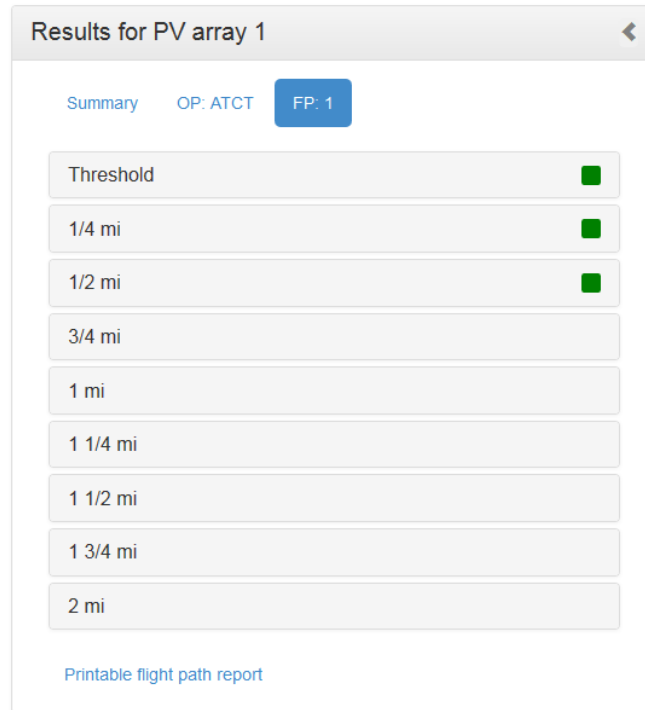 Results for PV array 1
Summary OP: ATCT FP: 1
Threshold
1/4 mi
1/2 mi
3/4 mi
1 mi
1 1/4 mi
1 1/2 mi
1 3/4 mi
2 mi
Printable flight path report